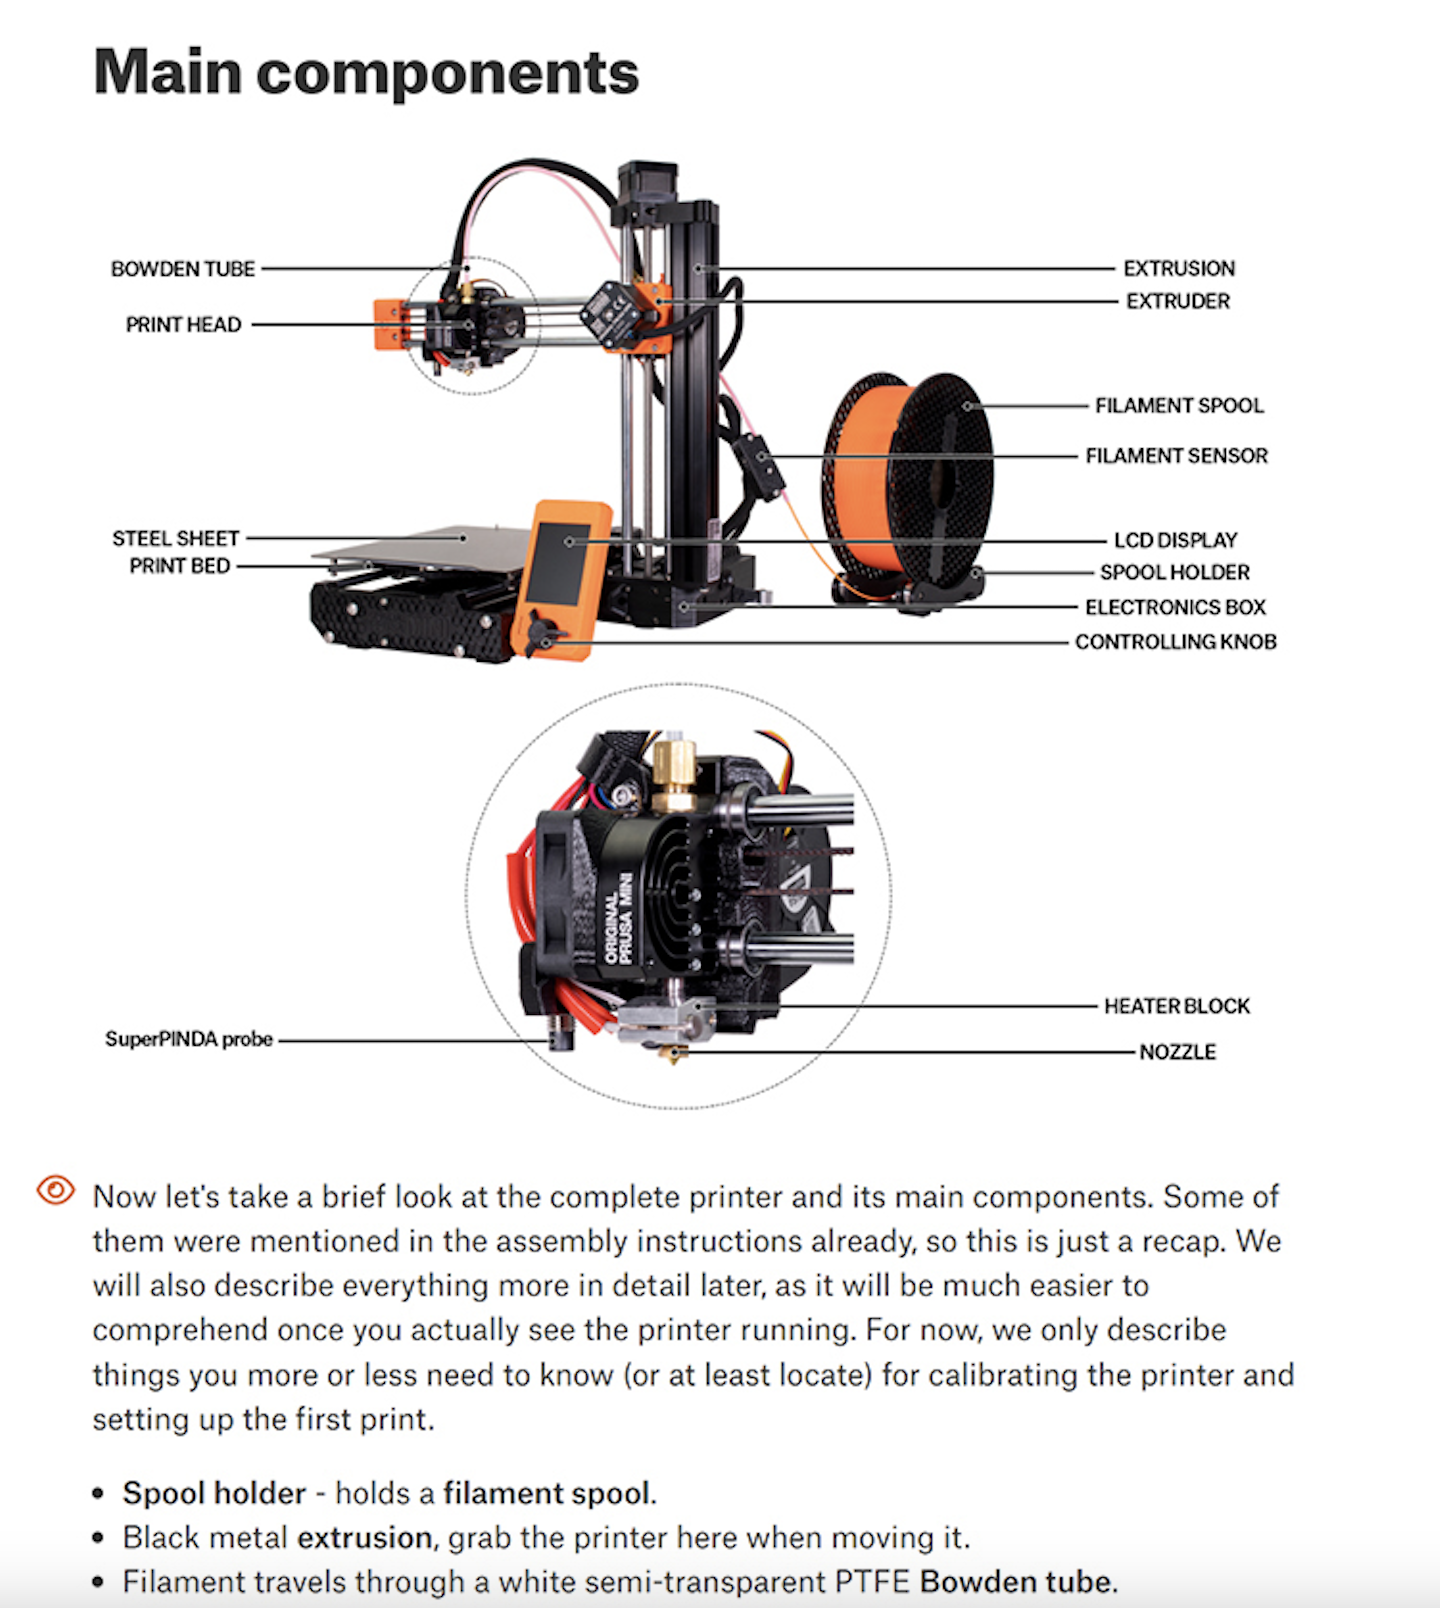 Main components
BOWDEN TUBE
EXTRUSION
EXTRUDER
PRINT HEAD
FILAMENT SPOOL
FILAMENT SENSOR
STEEL SHEET
LCD DISPLAY
PRINT BED
SPOOL HOLDER
ELECTRONICS BOX
CONTROLLING KNOB
ORIGINAL
PRUSA MINI
HEATER BLOCK
SuperPINDA probe
NOZZLE
Now let's take a brief look at the complete printer and its main components. Some of
them were mentioned in the assembly instructions already, so this is just a recap. We
will also describe everything more in detail later, as it will be much easier to
comprehend once you actually see the printer running. For now, we only describe
things you more or less need to know (or at least locate) for calibrating the printer and
setting up the first print.
• Spool holder - holds a filament spool.
• Black metal extrusion, grab the printer here when moving it.
• Filament travels through a white semi-transparent PTFE Bowden tube.